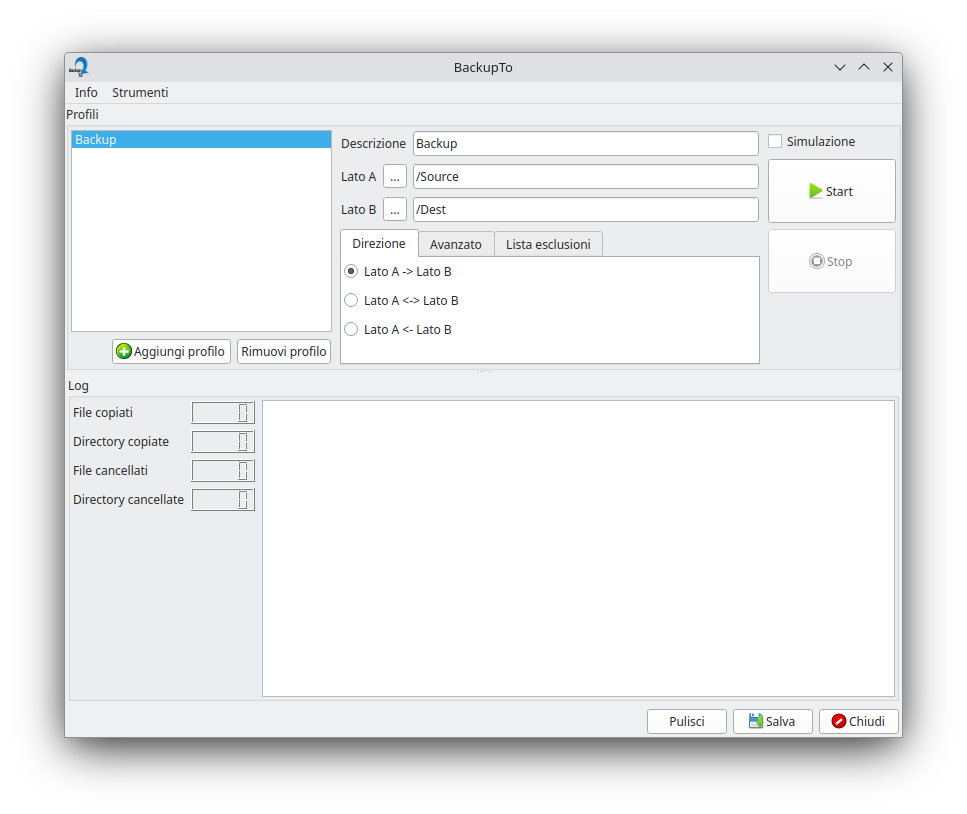 BackupTo
Info Strumenti
Profili
Backup
Descrizione Backup
Simulazione
Lato A ... /Source
Start
Lato B ... /Dest
Direzione Avanzato Lista esclusioni
Stop
Lato A -> Lato B
Lato A <-> Lato B
Lato A <- Lato B
Aggiungi profilo Rimuovi profilo
Log
File copiati 0
Directory copiate 0
File cancellati 0
Directory cancellate 0
Pulisci Salva Chiudi